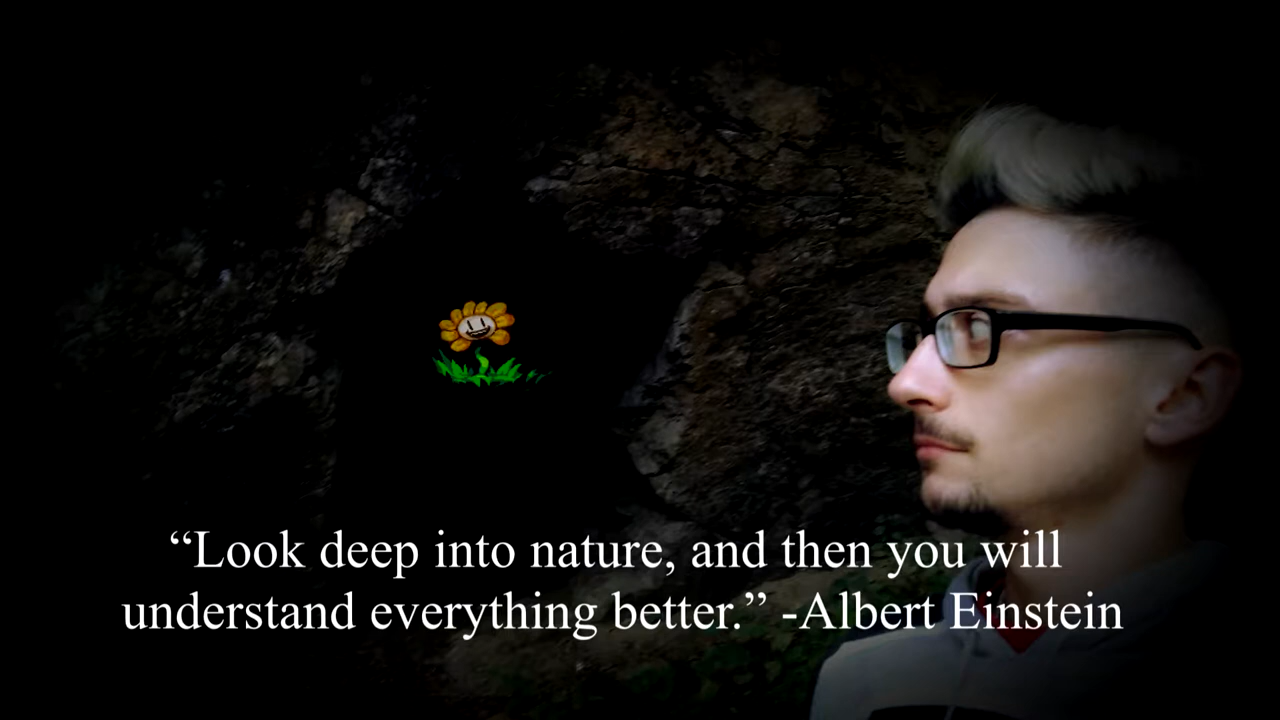 “Look deep into nature, and then you will
understand everything better.” -Albert Einstein